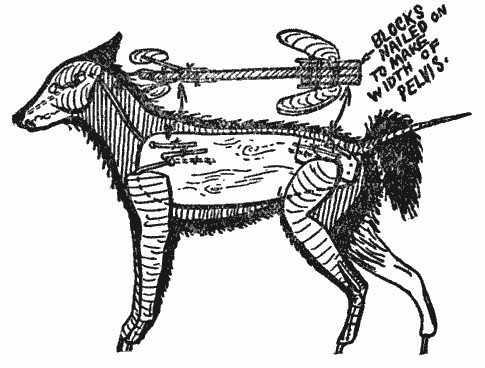 BLOCKS
NAILED ON
TO MAKE
WIDTH OF
PELVIS.